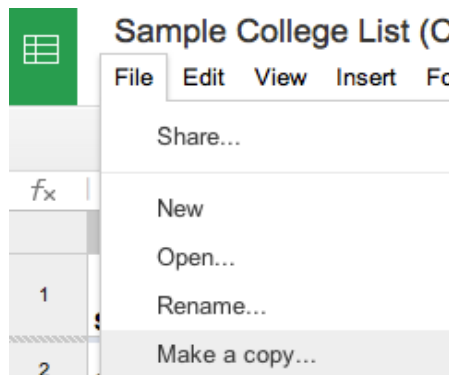 Sample College List (C
File Edit View Insert Fo
Share...
fx
New
Open...
1
Rename...
2
Make a copy...